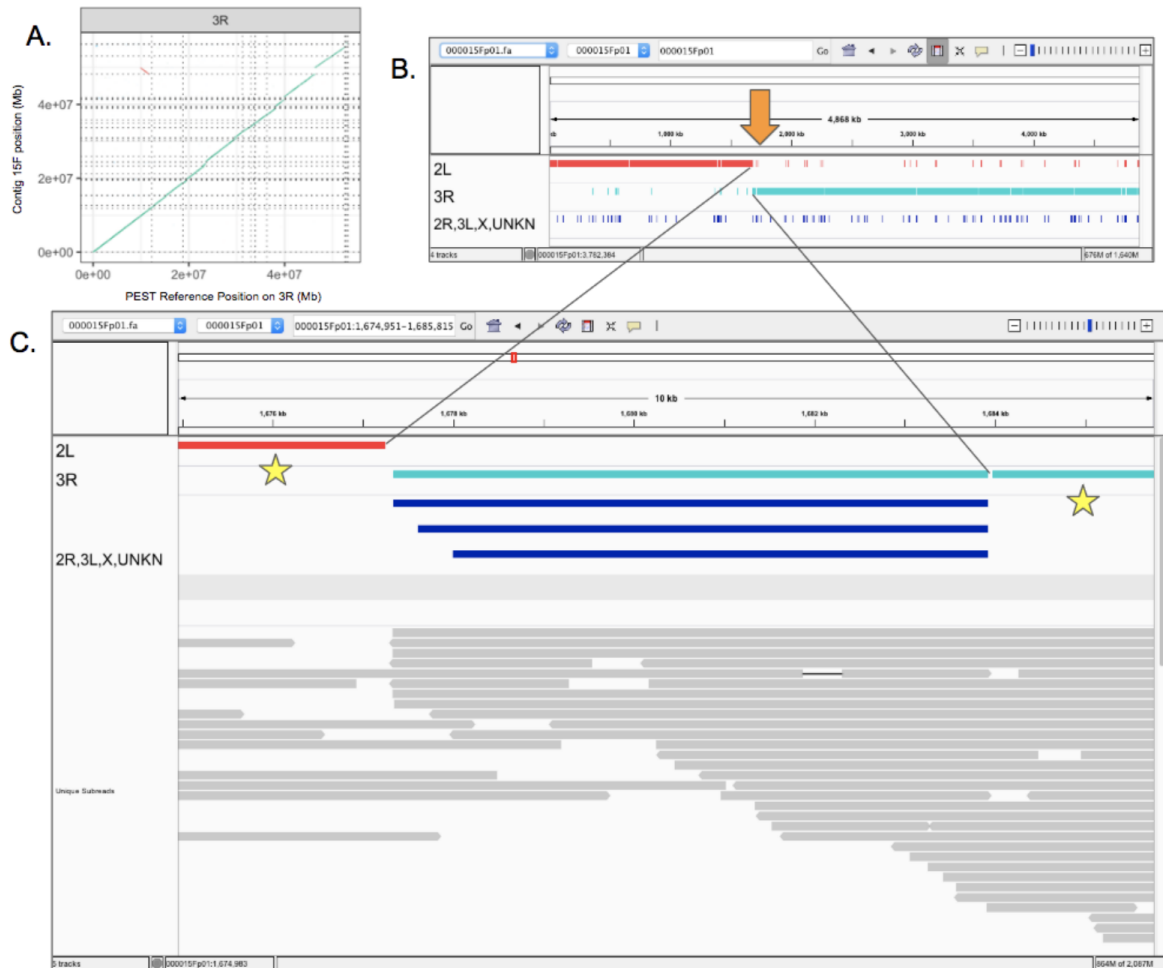 A.
3R
Contig 15F position (Mb)
4e+07
2e+07
0e+00
0e+00 2e+07 4e+07
PEST Reference Position on 3R (Mb)
B.
000015Fp01.fa 000015Fp01 000015Fp01 Go
4,868 kb
1,000 kb 2,000 kb 3,000 kb 4,000 kb
2L
3R
2R,3L,X,UNKN
4 tracks 000015Fp01:3,782,384 676M of 1,640M
C.
000015Fp01.fa 000015Fp01 000015Fp01:1,674,951-1,685,815 Go
10 kb
1,676 kb 1,678 kb 1,680 kb 1,682 kb 1,684 kb
2L
3R
2R,3L,X,UNKN
Unique Subreads
5 tracks 000015Fp01:1,674,983 864M of 2,087M